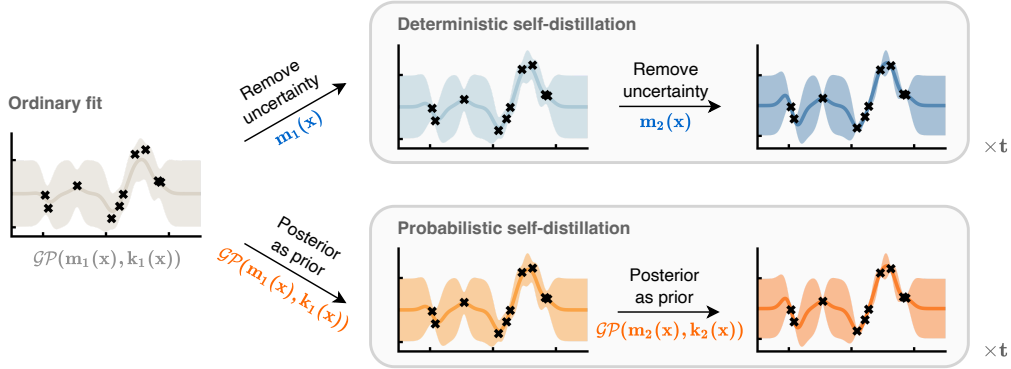 Deterministic self-distillation
Remove
uncertainty
m₁(x)
Remove
uncertainty
m₂(x)
×t
Ordinary fit
𝒢𝒫(m₁(x), k₁(x))
Posterior
as prior
𝒢𝒫(m₁(x), k₁(x))
Probabilistic self-distillation
Posterior
as prior
𝒢𝒫(m₂(x), k₂(x))
×t